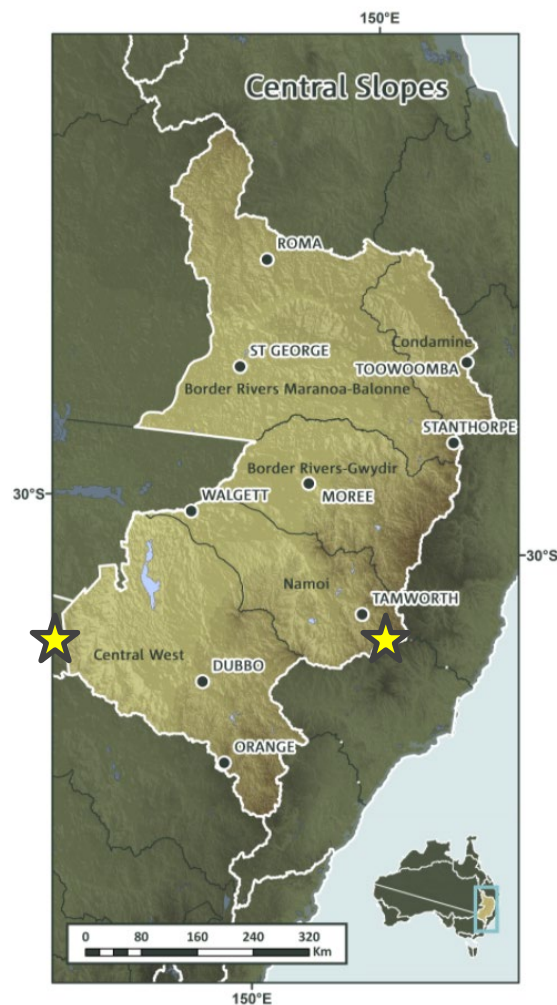 150°E
Central Slopes
ROMA
Condamine
ST GEORGE
TOOWOOMBA
Border Rivers Maranoa-Balonne
STANTHORPE
Border Rivers-Gwydir
30°S
WALGETT
MOREE
30°S
Namoi
TAMWORTH
Central West
DUBBO
ORANGE
0 80 160 240 320
Km
150°E